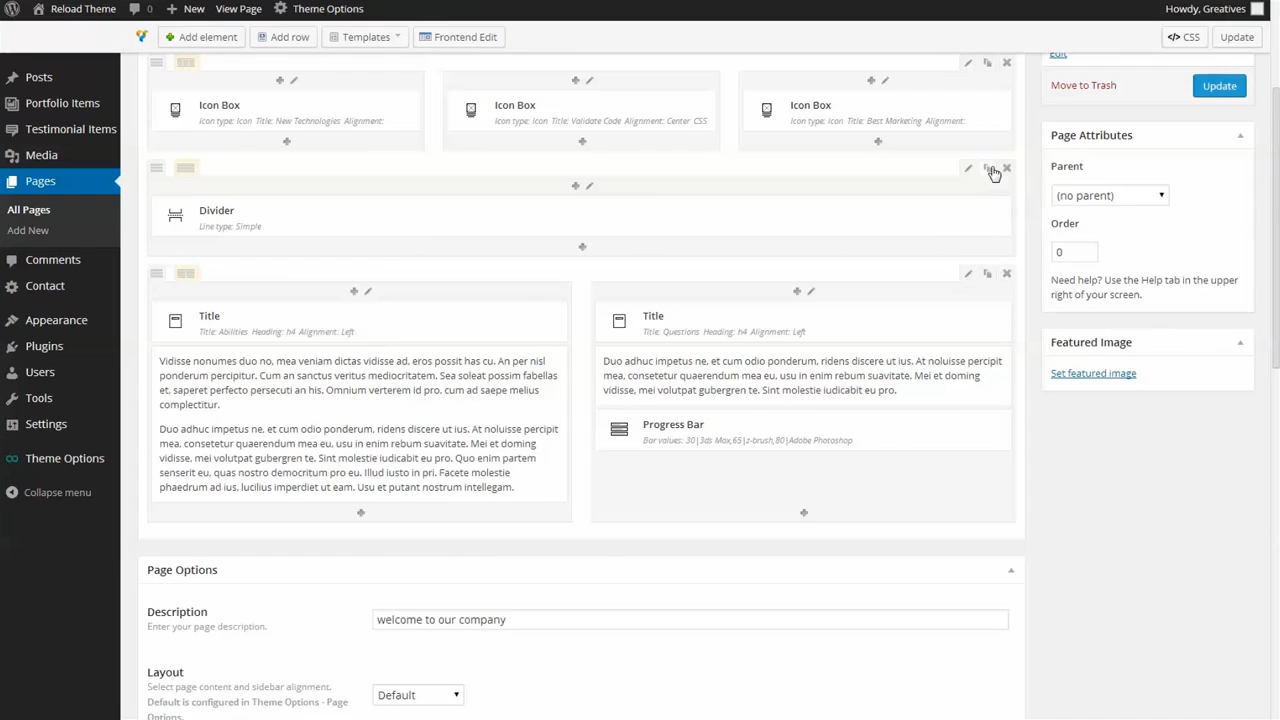 Reload Theme 0 New View Page Theme Options Howdy, Greatives
Add element Add row Templates Frontend Edit CSS Update
Posts
Portfolio Items
Testimonial Items
Media
Pages
All Pages
Add New
Comments
Contact
Appearance
Plugins
Users
Tools
Settings
Theme Options
Collapse menu
Icon Box
Icon type: Icon Title: New Technologies Alignment:
Icon Box
Icon type: Icon Title: Validate Code Alignment: Center CSS
Icon Box
Icon type: Icon Title: Best Marketing Alignment:
Divider
Line type: Simple
Title
Title: Abilities Heading: h4 Alignment: Left
Vidisse nonumes duo no, mea veniam dictas vidisse ad, eros possit has cu. An per nisl
ponderum percipitur. Cum an sanctus veritus mediocritatem. Sea soleat possim fabellas
et, saperet perfecto persecuti an his. Omnium verterem id pro, cum ad saepe melius
complectitur.
Duo adhuc impetus ne, et cum odio ponderum, ridens discere ut ius. At noluisse percipit
mea, consetetur quaerendum mea eu, usu in enim rebum suavitate. Mei et doming
vidisse, mei volutpat gubergren te. Sint molestie iudicabit eu pro. Quo enim partem
senserit eu, quas nostro democritum pro eu. Illud iusto in pri. Facete molestie
phaedrum ad ius, lucilius imperdiet ut eam. Usu et putant nostrum intellegam.
Title
Title: Questions Heading: h4 Alignment: Left
Duo adhuc impetus ne, et cum odio ponderum, ridens discere ut ius. At noluisse percipit
mea, consetetur quaerendum mea eu, usu in enim rebum suavitate. Mei et doming
vidisse, mei volutpat gubergren te. Sint molestie iudicabit eu pro.
Progress Bar
Bar values: 30|3ds Max,65|z-brush,80|Adobe Photoshop
Page Options
Description
Enter your page description.
welcome to our company
Layout
Select page content and sidebar alignment.
Default is configured in Theme Options - Page
Options.
Default
Edit
Move to Trash Update
Page Attributes
Parent
(no parent)
Order
0
Need help? Use the Help tab in the upper
right of your screen.
Featured Image
Set featured image